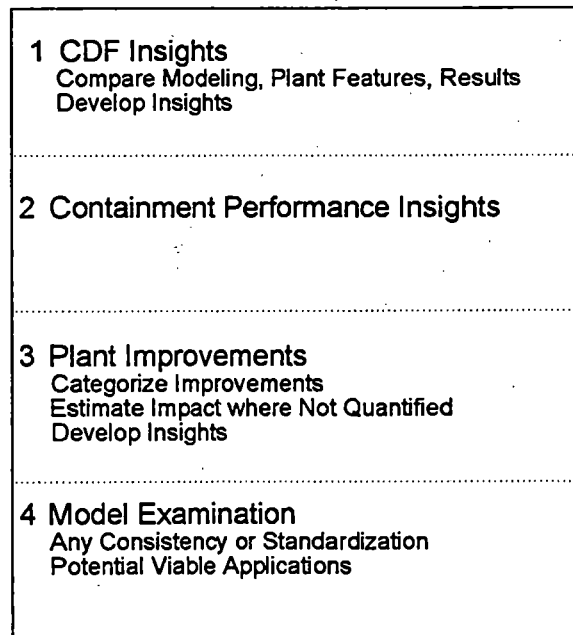 1 CDF Insights
Compare Modeling, Plant Features, Results
Develop Insights
2 Containment Performance Insights
3 Plant Improvements
Categorize Improvements
Estimate Impact where Not Quantified
Develop Insights
4 Model Examination
Any Consistency or Standardization
Potential Viable Applications